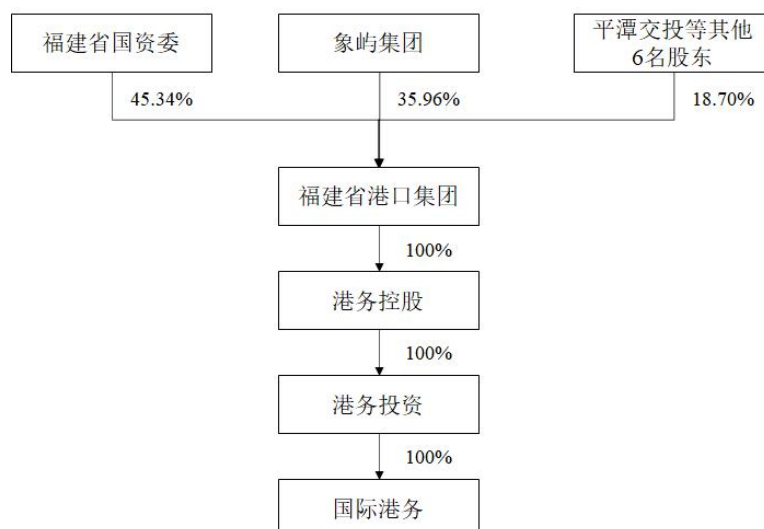 福建省国资委
象屿集团
平潭交投等其他
6名股东
45.34%
35.96%
18.70%
福建省港口集团
100%
港务控股
100%
港务投资
100%
国际港务